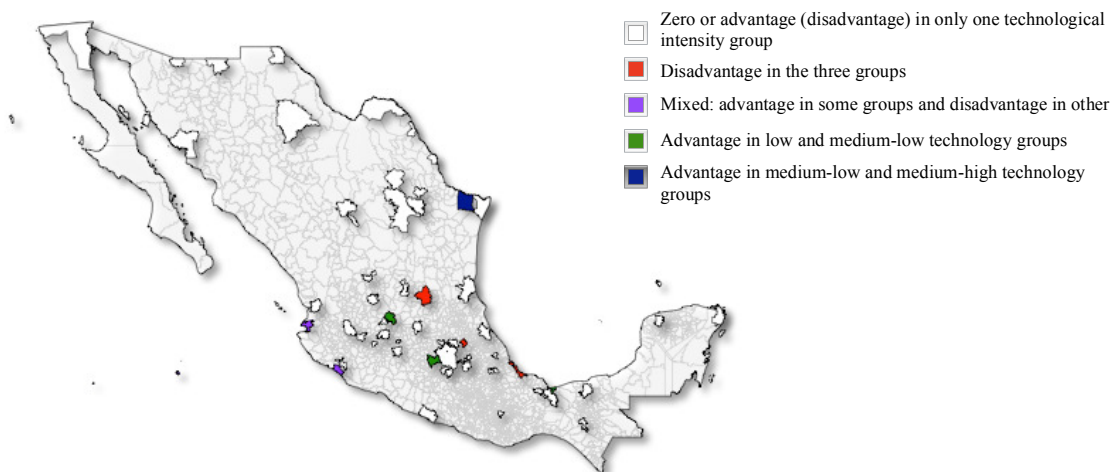 Zero or advantage (disadvantage) in only one technological
intensity group
Disadvantage in the three groups
Mixed: advantage in some groups and disadvantage in other
Advantage in low and medium-low technology groups
Advantage in medium-low and medium-high technology
groups